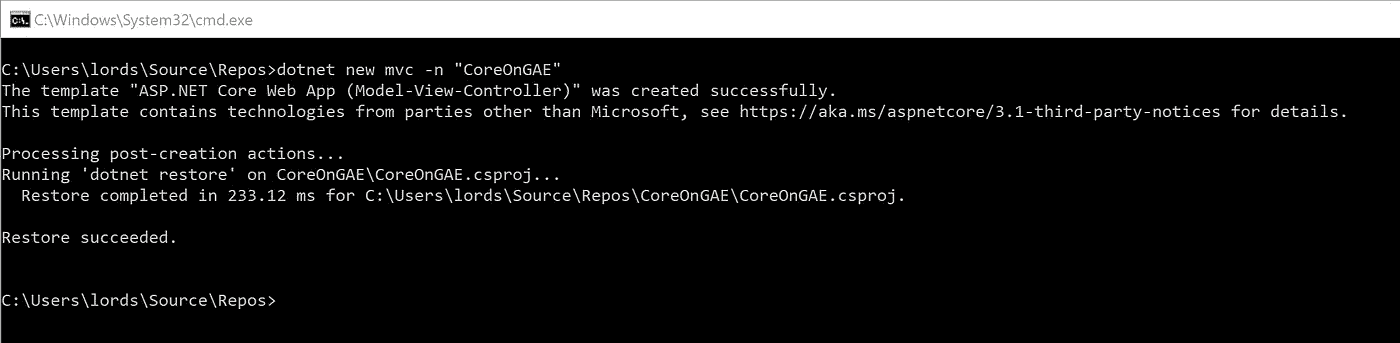 C:\Windows\System32\cmd.exe
C:\Users\lords\Source\Repos>dotnet new mvc -n "CoreOnGAE"
The template "ASP.NET Core Web App (Model-View-Controller)" was created successfully.
This template contains technologies from parties other than Microsoft, see https://aka.ms/aspnetcore/3.1-third-party-notices for details.
Processing post-creation actions...
Running 'dotnet restore' on CoreOnGAE\CoreOnGAE.csproj...
  Restore completed in 233.12 ms for C:\Users\lords\Source\Repos\CoreOnGAE\CoreOnGAE.csproj.
Restore succeeded.
C:\Users\lords\Source\Repos>